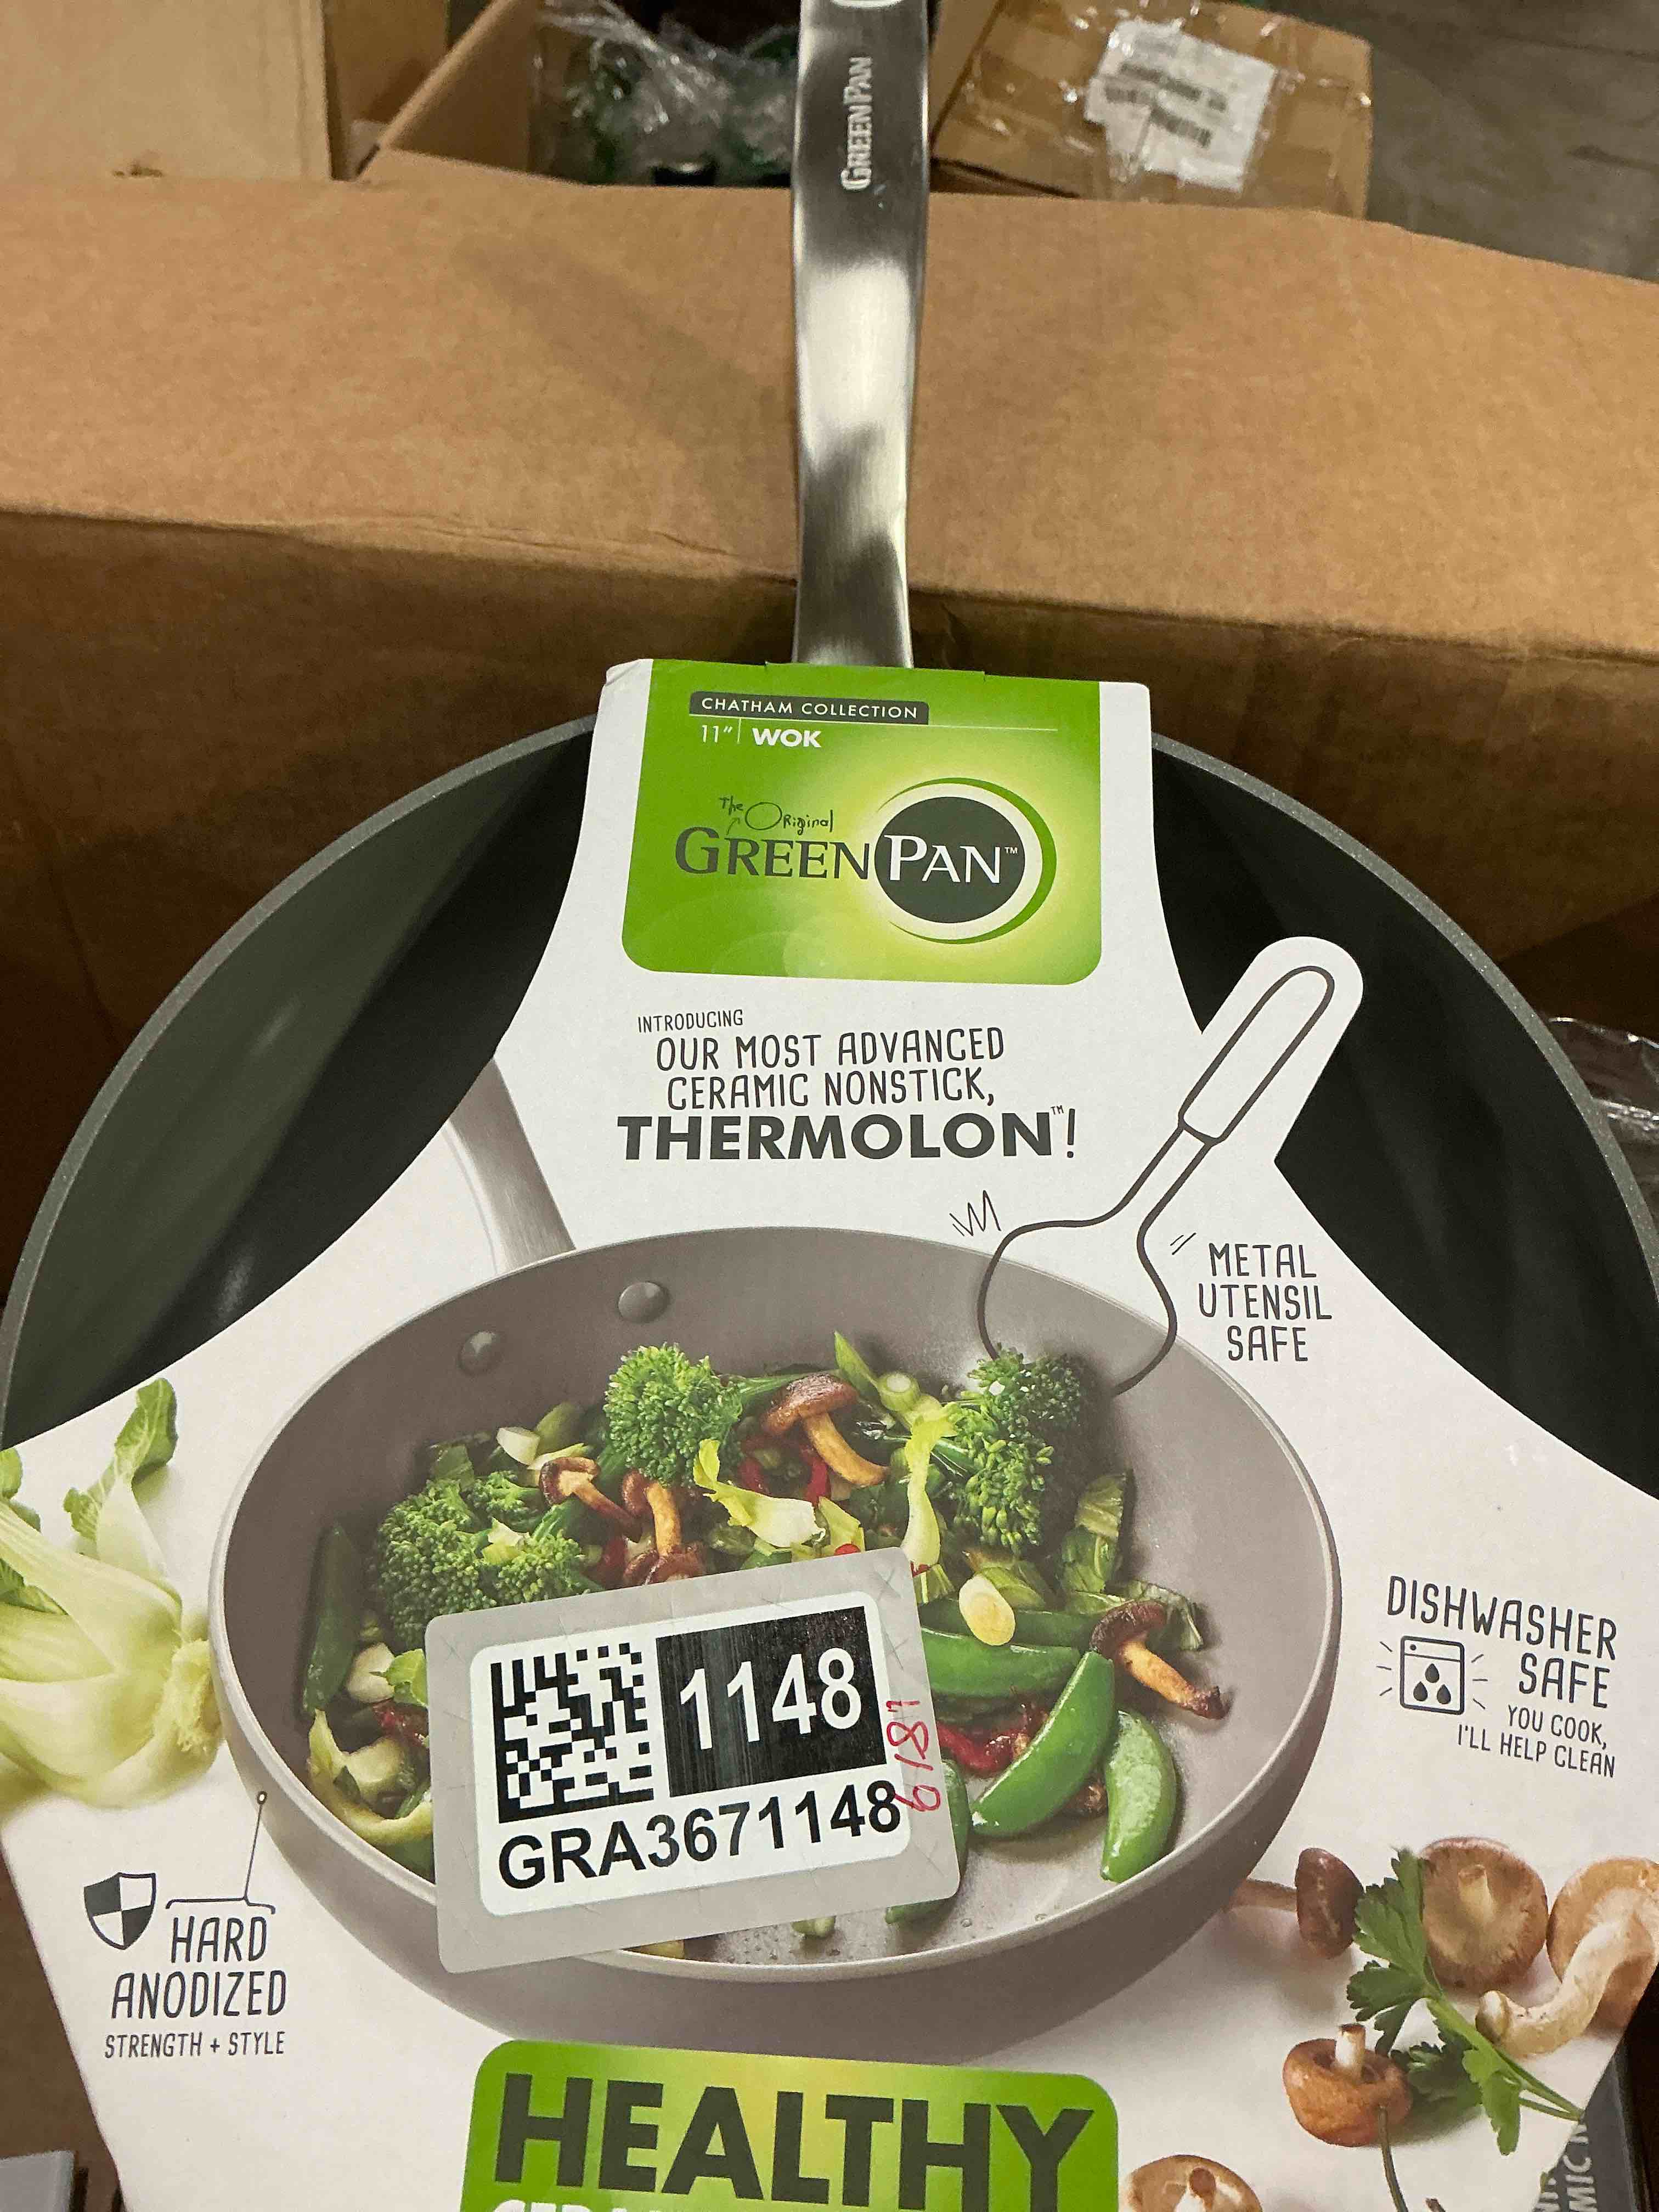 GREENPAN
CHATHAM COLLECTION
11" WOK
The Original
GREENPAN™
INTRODUCING
OUR MOST ADVANCED
CERAMIC NONSTICK,
THERMOLON™!
METAL
UTENSIL
SAFE
DISHWASHER
SAFE
YOU COOK,
I'LL HELP CLEAN
1148
6187
GRA3671148
HARD
ANODIZED
STRENGTH + STYLE
HEALTHY